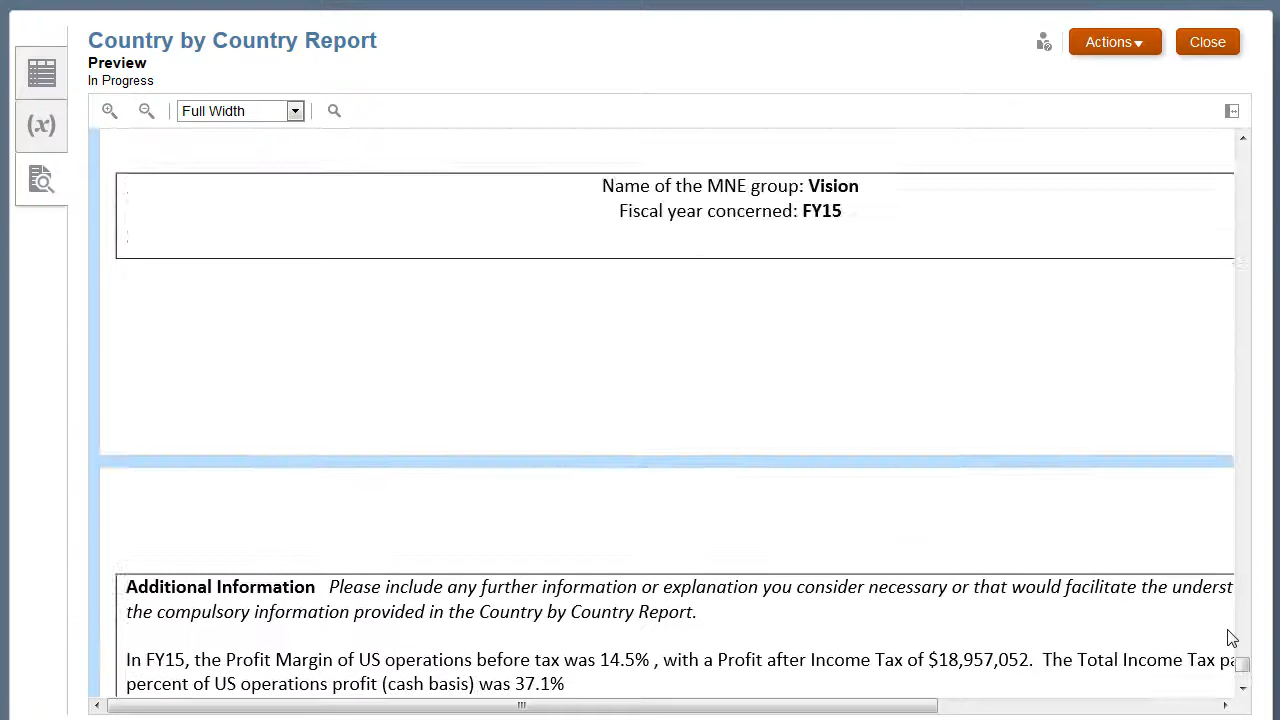 Country by Country Report
Preview
In Progress
Actions
Close
Full Width
(x)
Name of the MNE group: Vision
Fiscal year concerned: FY15
Additional Information Please include any further information or explanation you consider necessary or that would facilitate the underst
the compulsory information provided in the Country by Country Report.
In FY15, the Profit Margin of US operations before tax was 14.5% , with a Profit after Income Tax of $18,957,052. The Total Income Tax pa
percent of US operations profit (cash basis) was 37.1%